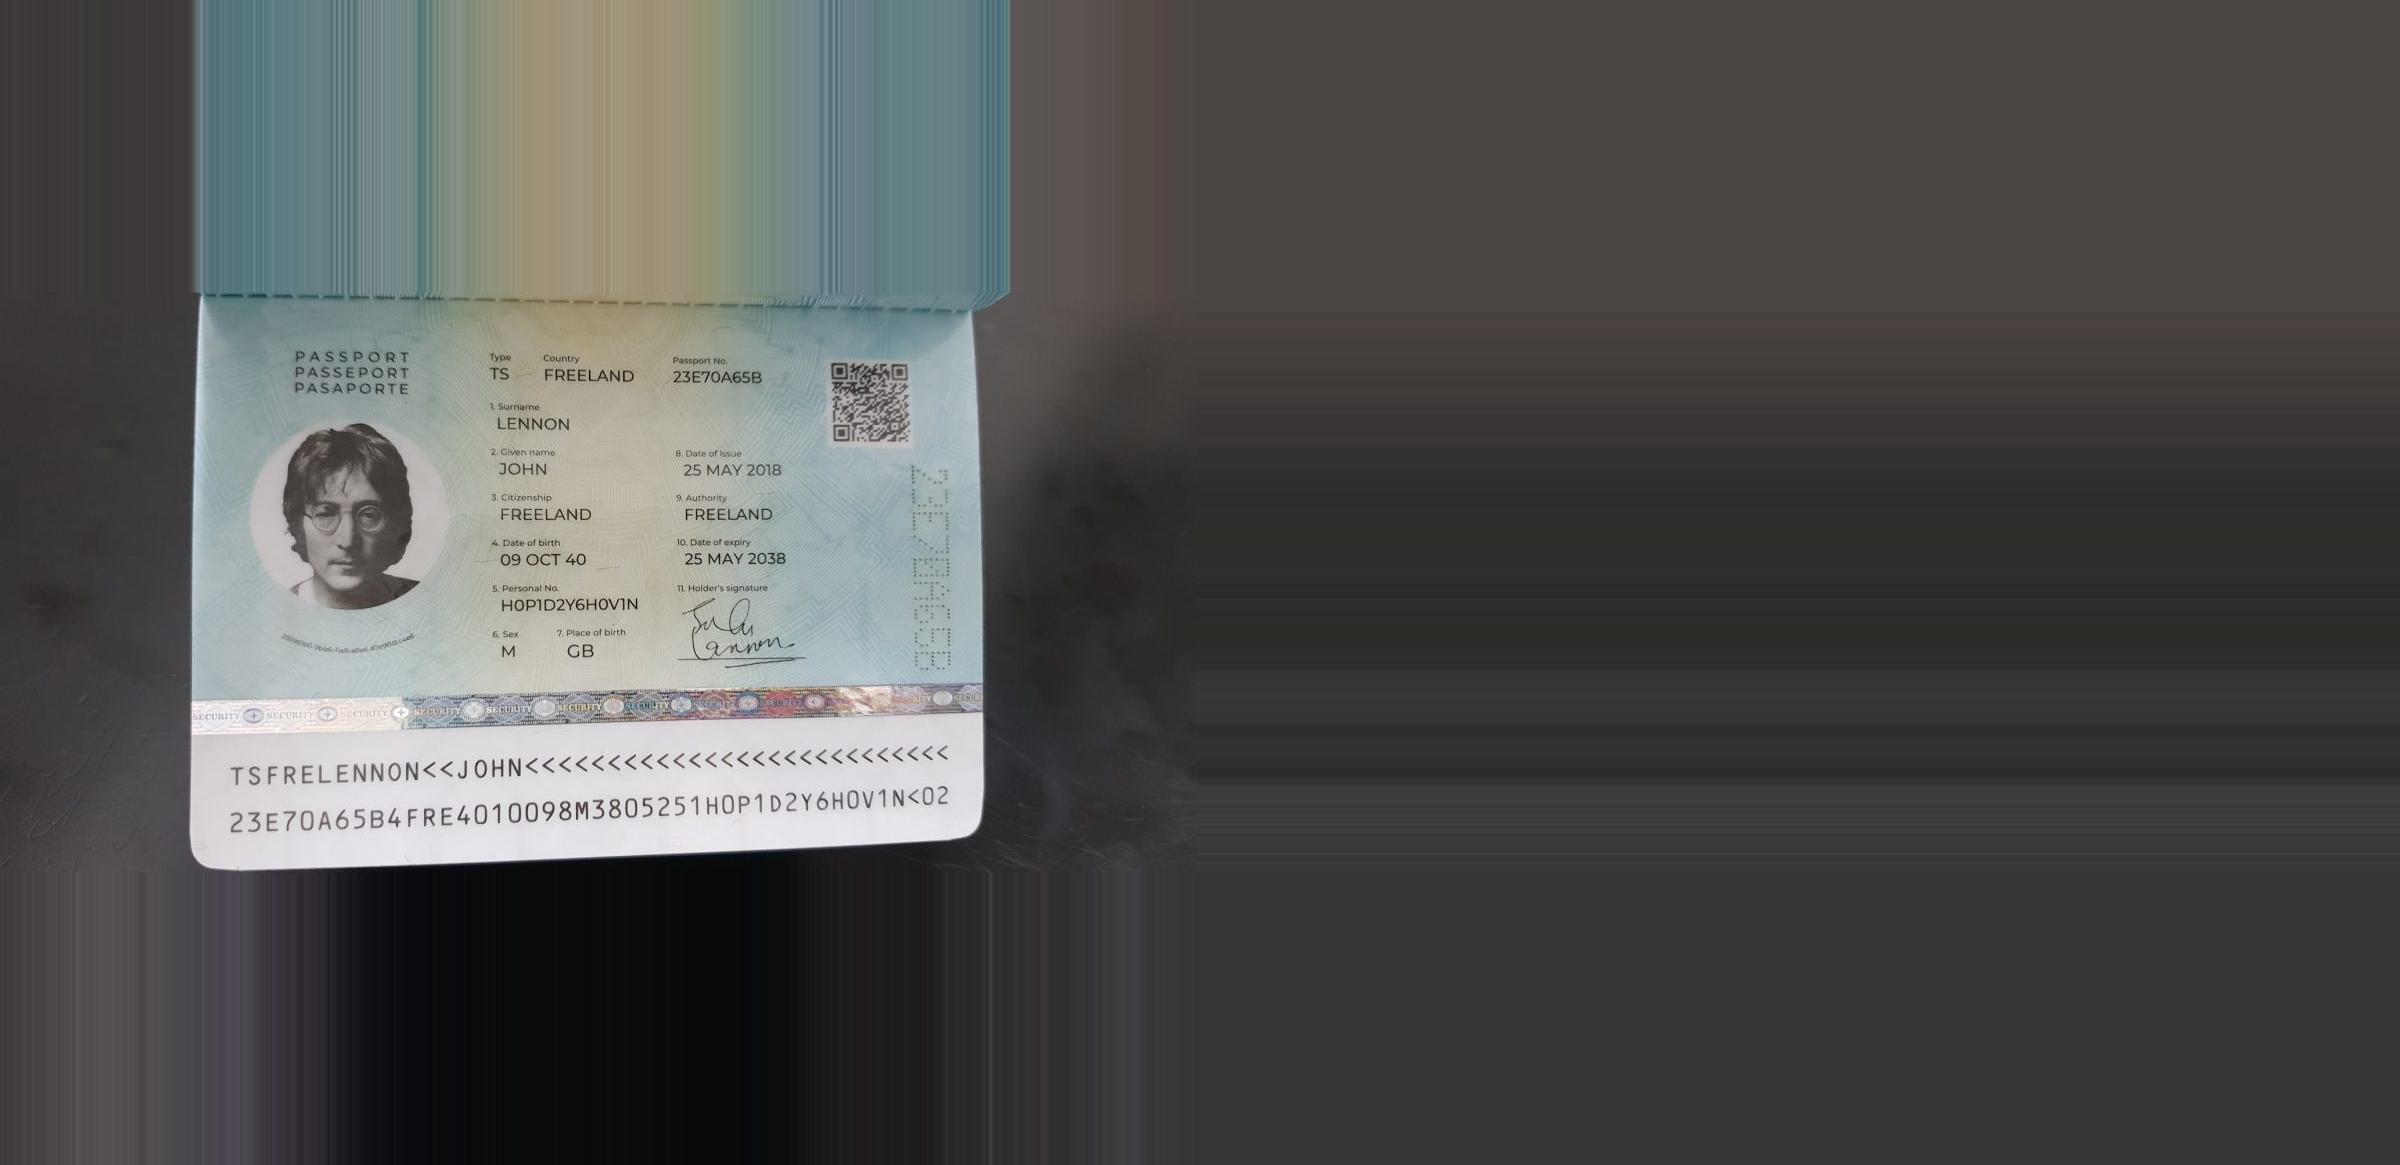 PASSPORT
PASSEPORT
PASAPORTE
Type Country Passport No.
TS FREELAND 23E70A65B
1. Surname
LENNON
2. Given name 8. Date of issue
JOHN 25 MAY 2018
3. Citizenship 9. Authority
FREELAND FREELAND
4. Date of birth 10. Date of expiry
09 OCT 40 25 MAY 2038
5. Personal No. 11. Holder's signature
H0P1D2Y6H0V1N
6. Sex 7. Place of birth
M GB
John
Lennon
23E70A65B
SECURITY SECURITY SECURITY SECURITY SECURITY SECURITY SECURITY SECURITY SECURITY
TSFRELENNON<<JOHN<<<<<<<<<<<<<<<<<<<<<<<<<<
23E70A65B4FRE4010098M3805251H0P1D2Y6H0V1N<02